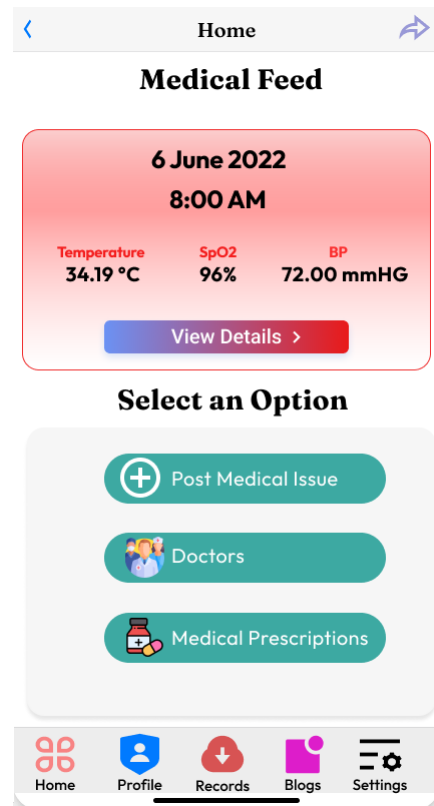 Home
Medical Feed
6 June 2022
8:00 AM
Temperature SpO2 BP
34.19 °C 96% 72.00 mmHG
View Details >
Select an Option
Post Medical Issue
Doctors
Medical Prescriptions
Home Profile Records Blogs Settings